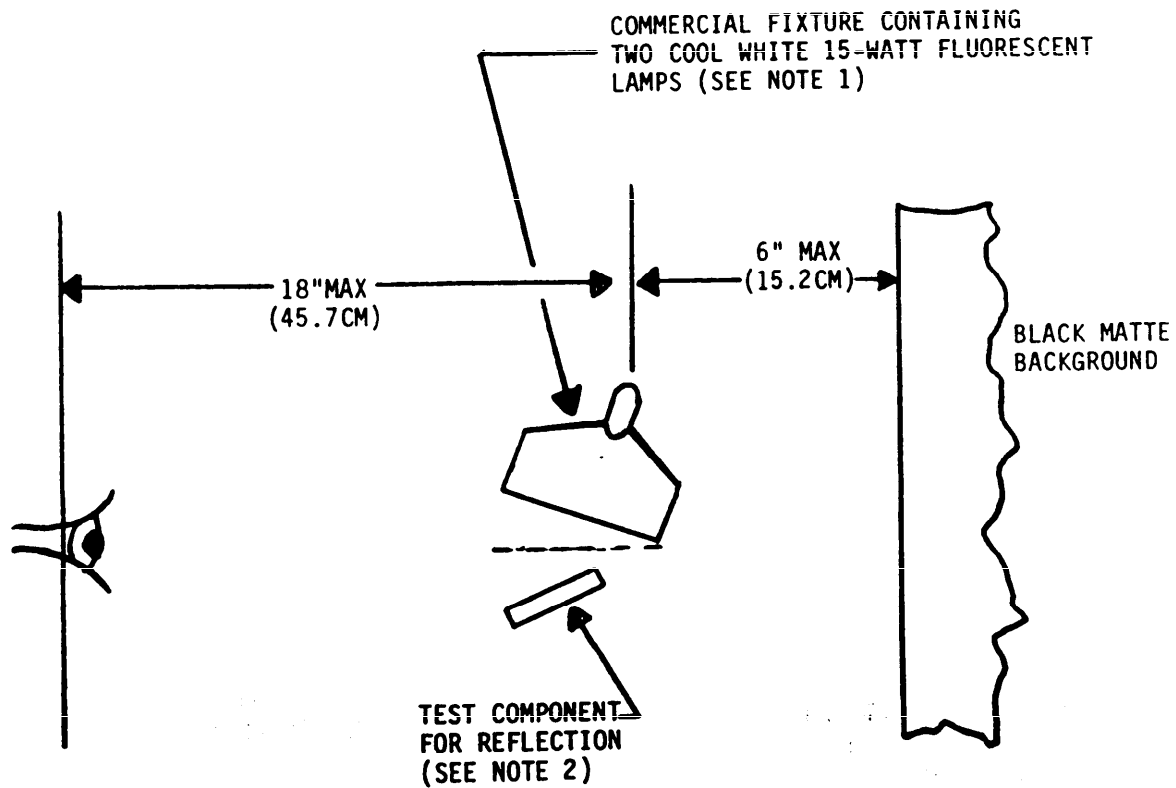 COMMERCIAL FIXTURE CONTAINING
TWO COOL WHITE 15-WATT FLUORESCENT
LAMPS (SEE NOTE 1)
18"MAX
(45.7CM)
6" MAX
(15.2CM)
BLACK MATTE
BACKGROUND
TEST COMPONENT
FOR REFLECTION
(SEE NOTE 2)